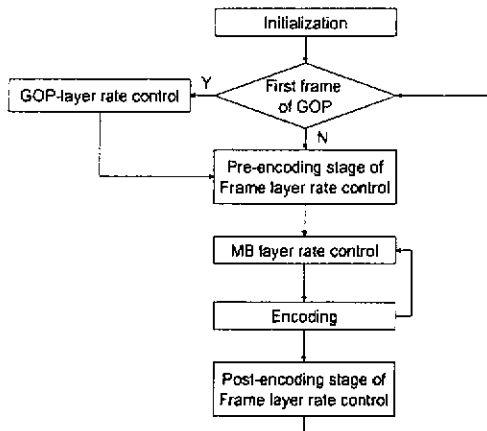 Initialization
Y
First frame
of GOP
GOP-layer rate control
N
Pre-encoding stage of
Frame layer rate control
MB layer rate control
Encoding
Post-encoding stage of
Frame layer rate control